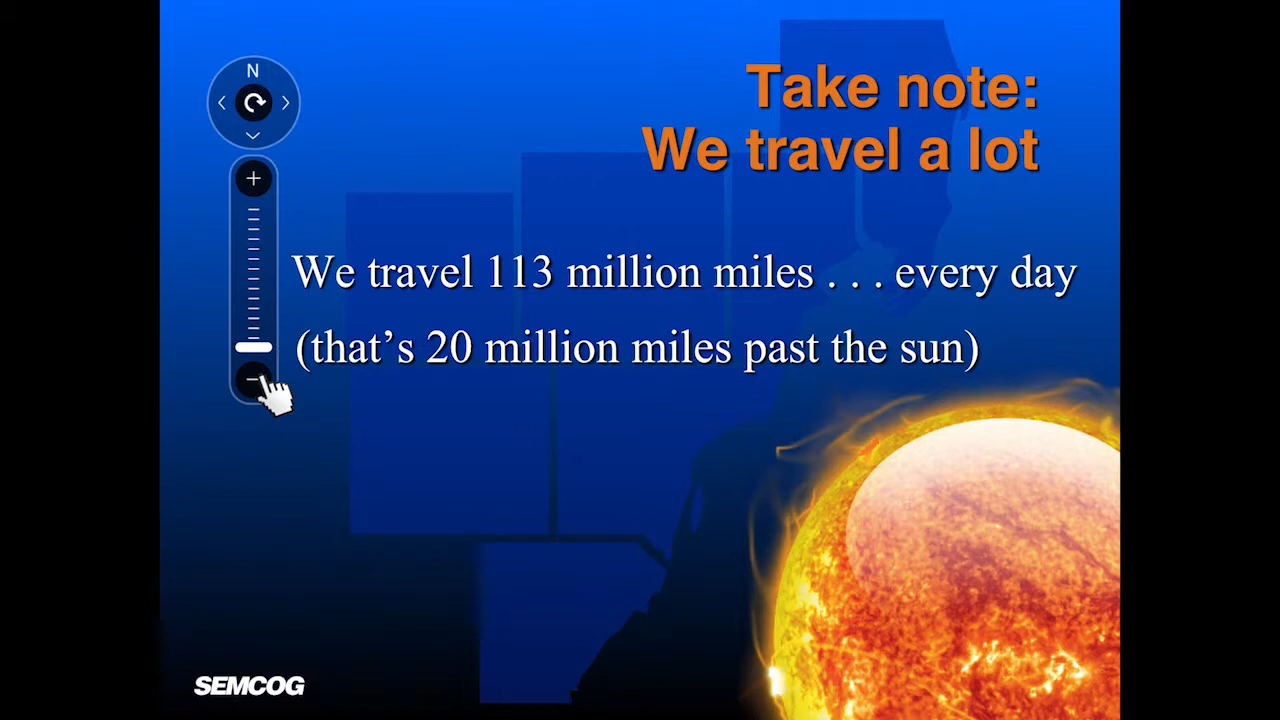 N
Take note:
We travel a lot
We travel 113 million miles . . . every day
(that’s 20 million miles past the sun)
SEMCOG